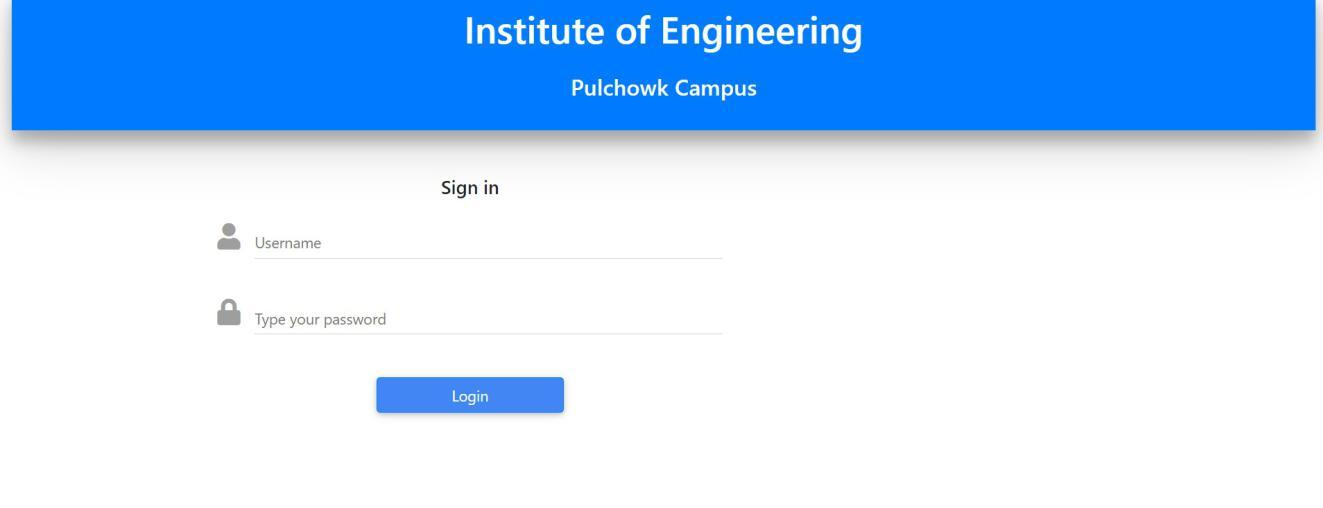 Institute of Engineering
Pulchowk Campus
Sign in
Username
Type your password
Login